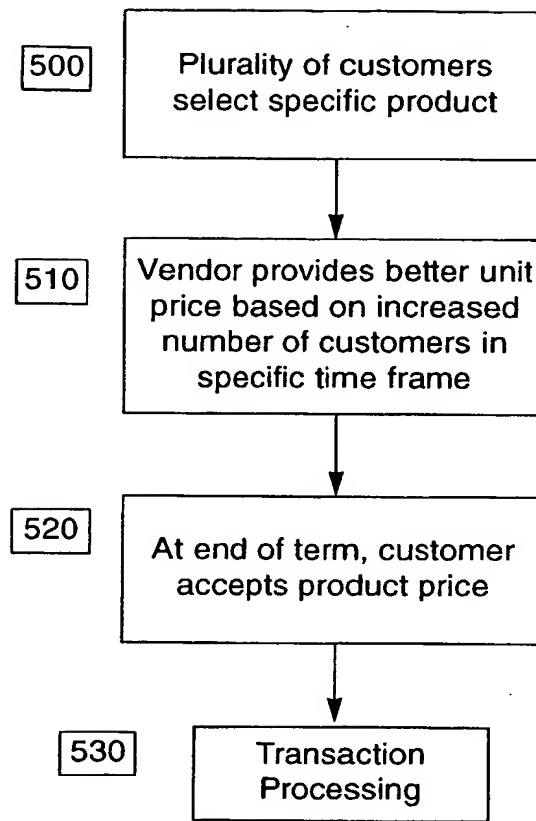 500
Plurality of customers
select specific product
510
Vendor provides better unit
price based on increased
number of customers in
specific time frame
520
At end of term, customer
accepts product price
530
Transaction
Processing